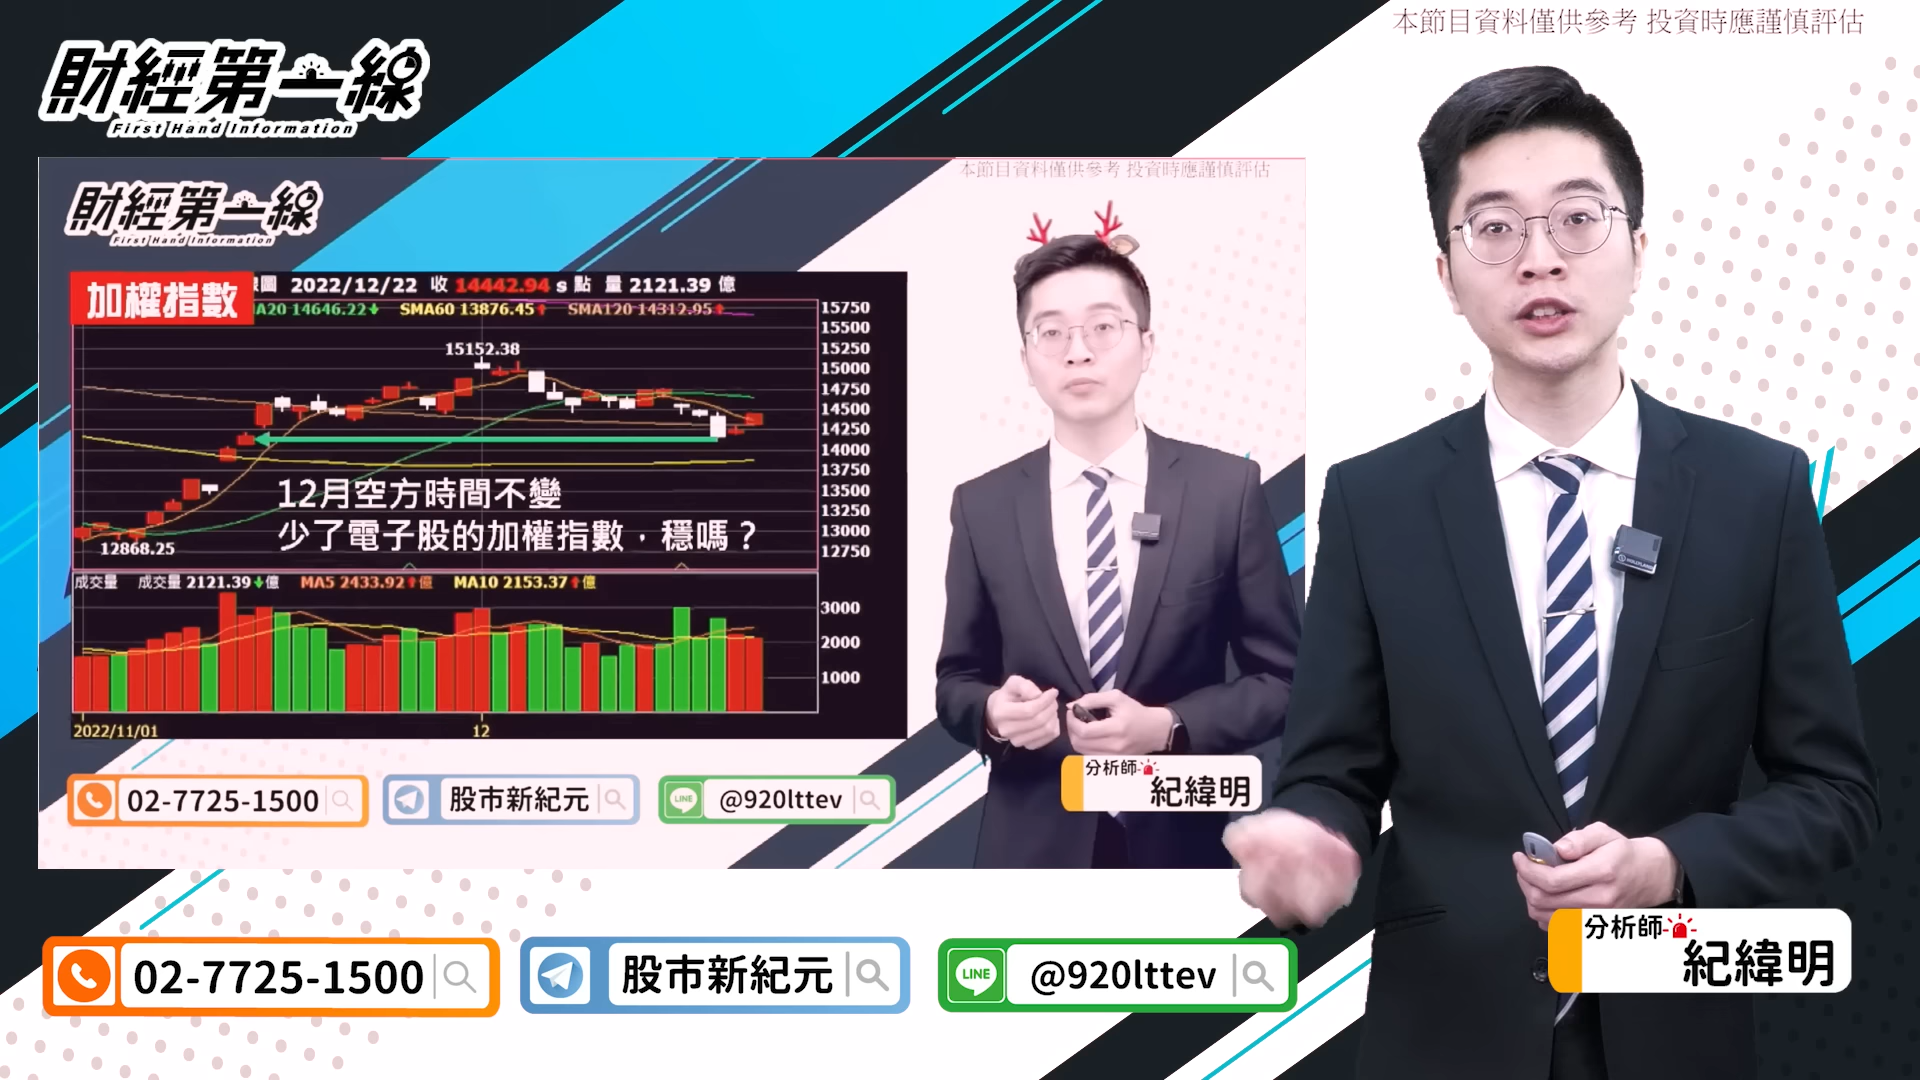 本節目資料僅供參考 投資時應謹慎評估
財經第一線
First Hand Information
本節目資料僅供參考 投資時應謹慎評估
財經第一線
First Hand Information
加權指數
線圖 2022/12/22 收 14442.94 s 點 量 2121.39 億
A20 14646.22↓ SMA60 13876.45↑ SMA120 14312.95↑
15750
15500
15250
15000
14750
14500
14250
14000
13750
13500
13250
13000
12750
15152.38
12868.25
12月空方時間不變
少了電子股的加權指數,穩嗎?
成交量 成交量 2121.39↓億 MA5 2433.92↑億 MA10 2153.37↑億
3000
2000
1000
2022/11/01 12
02-7725-1500
股市新紀元
LINE @920lttev
分析師
紀緯明
HOLLYLAND
02-7725-1500
股市新紀元
LINE @920lttev
分析師
紀緯明